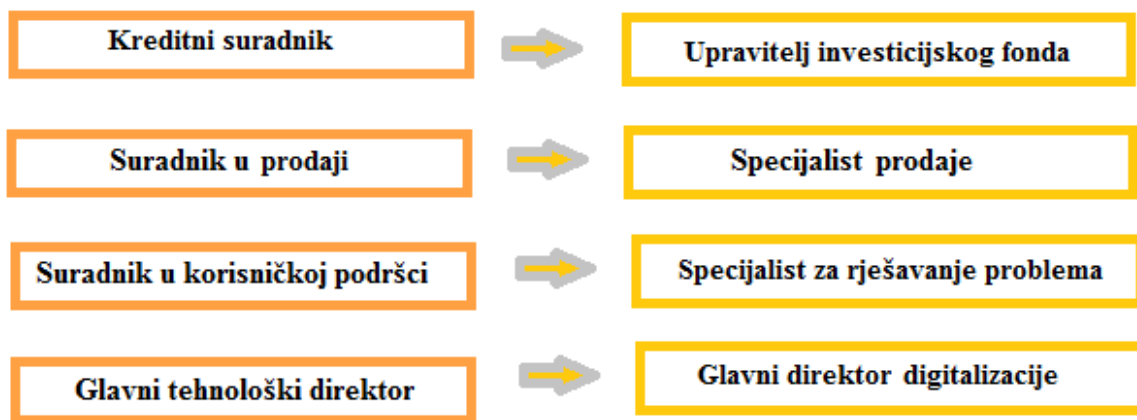 Kreditni suradnik
Upravitelj investicijskog fonda
Suradnik u prodaji
Specijalist prodaje
Suradnik u korisničkoj podršci
Specijalist za rješavanje problema
Glavni tehnološki direktor
Glavni direktor digitalizacije